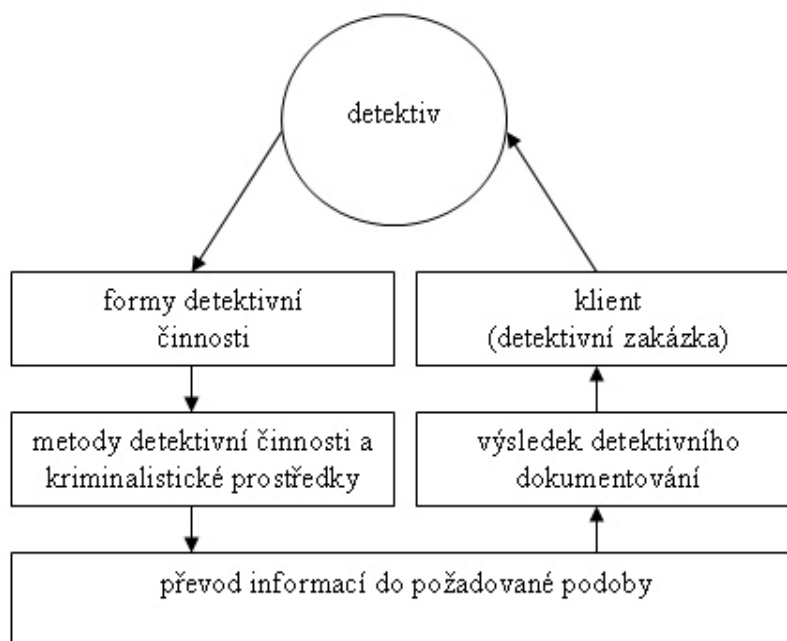 detektiv
formy detektivní
činnosti
klient
(detektivní zakázka)
metody detektivní činnosti a
kriminalistické prostředky
výsledek detektivního
dokumentování
převod informací do požadované podoby